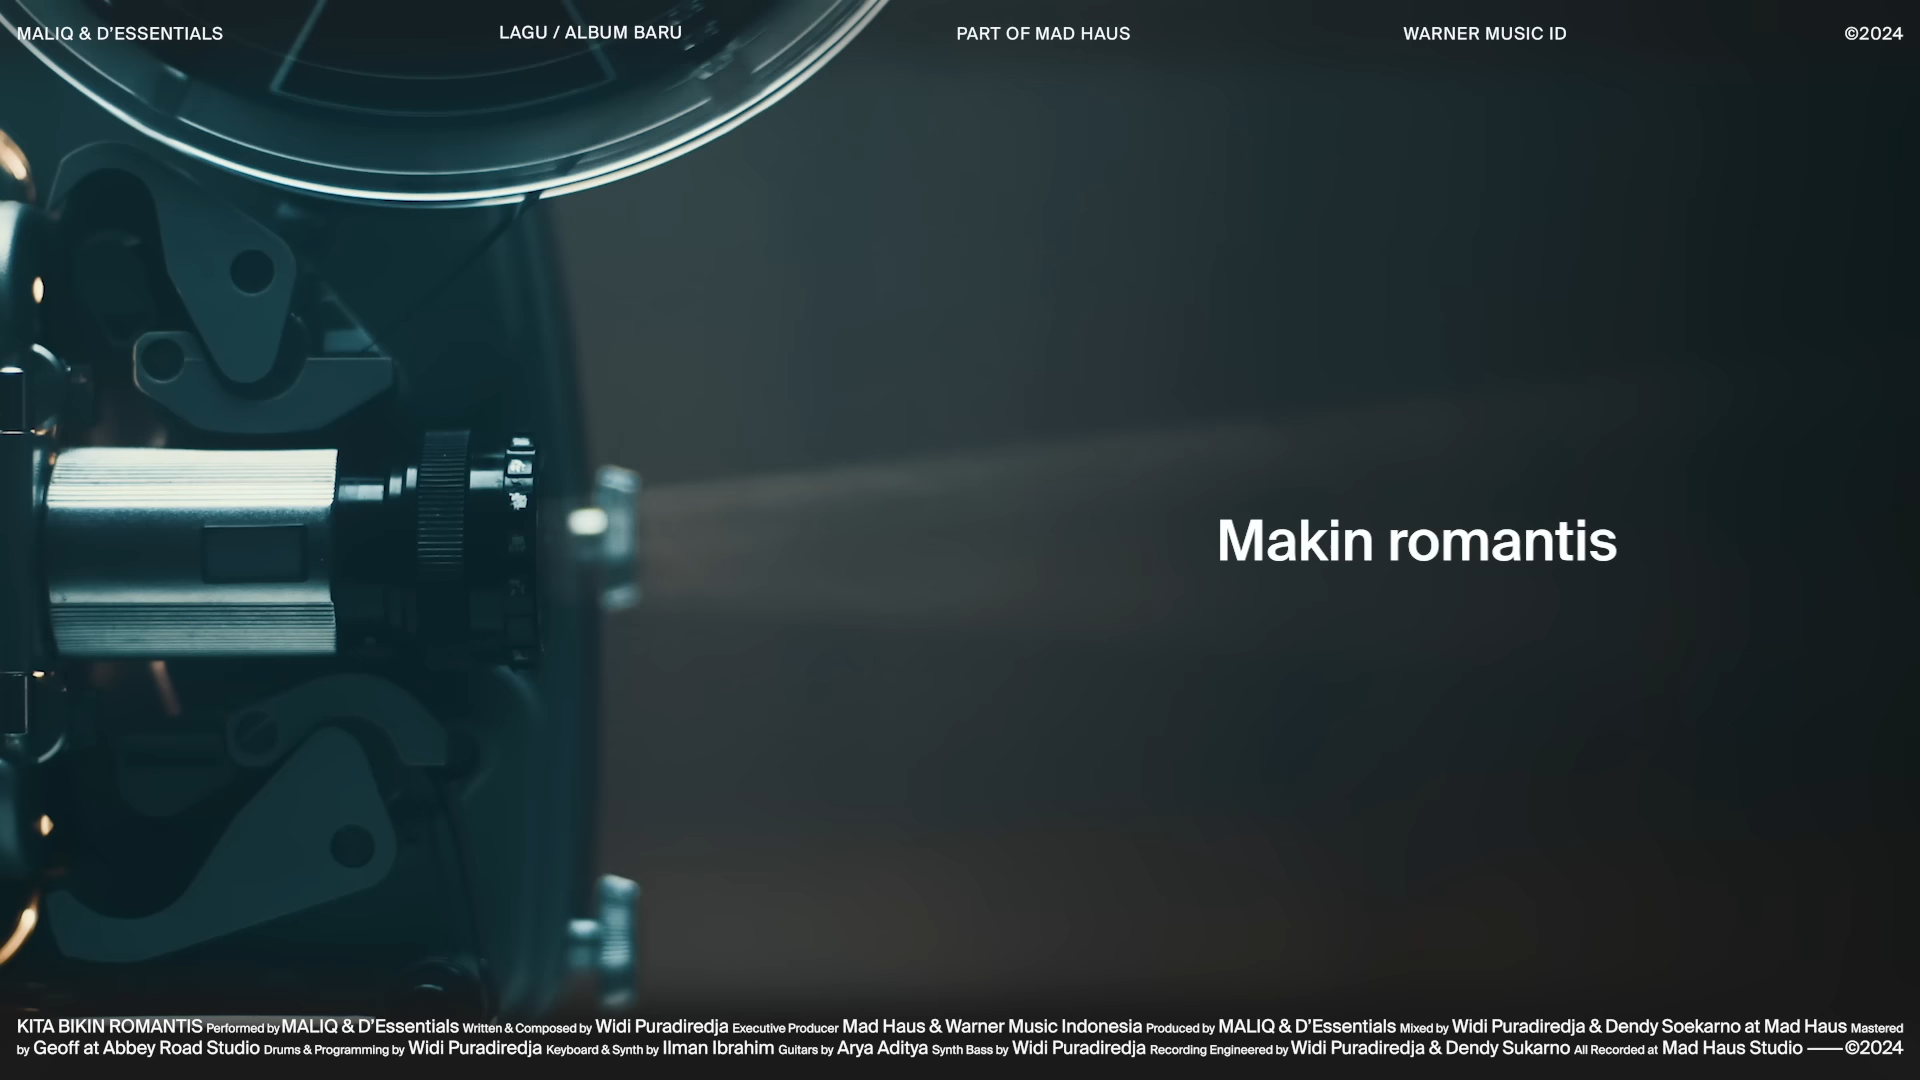 MALIQ & D'ESSENTIALS
LAGU / ALBUM BARU
PART OF MAD HAUS
WARNER MUSIC ID
©2024
Makin romantis
KITA BIKIN ROMANTIS Performed by MALIQ & D'Essentials Written & Composed by Widi Puradiredja Executive Producer Mad Haus & Warner Music Indonesia Produced by MALIQ & D'Essentials Mixed by Widi Puradiredja & Dendy Soekarno at Mad Haus Mastered
by Geoff at Abbey Road Studio Drums & Programming by Widi Puradiredja Keyboard & Synth by Ilman Ibrahim Guitars by Arya Aditya Synth Bass by Widi Puradiredja Recording Engineered by Widi Puradiredja & Dendy Sukarno All Recorded at Mad Haus Studio ——©2024